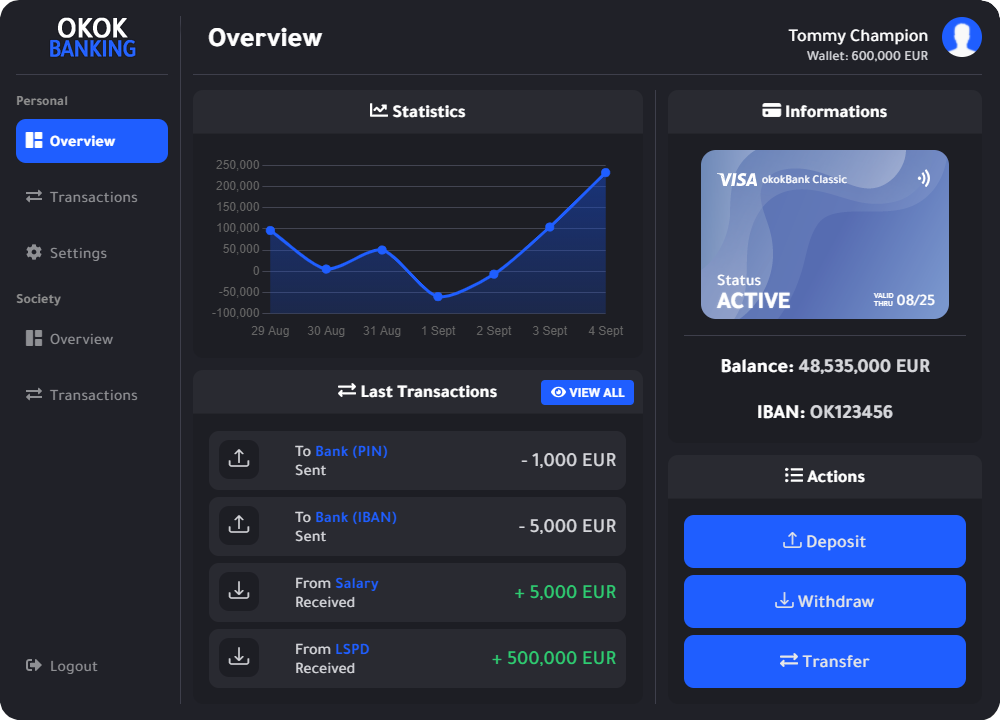 OKOK
BANKING
Personal
Overview
Transactions
Settings
Society
Overview
Transactions
Logout
Overview
Tommy Champion
Wallet: 600,000 EUR
Statistics
250,000
200,000
150,000
100,000
50,000
0
-50,000
-100,000
29 Aug 30 Aug 31 Aug 1 Sept 2 Sept 3 Sept 4 Sept
Last Transactions
VIEW ALL
To Bank (PIN)
Sent
- 1,000 EUR
To Bank (IBAN)
Sent
- 5,000 EUR
From Salary
Received
+ 5,000 EUR
From LSPD
Received
+ 500,000 EUR
Informations
VISA okokBank Classic
Status
ACTIVE
VALID
THRU 08/25
Balance: 48,535,000 EUR
IBAN: OK123456
Actions
Deposit
Withdraw
Transfer